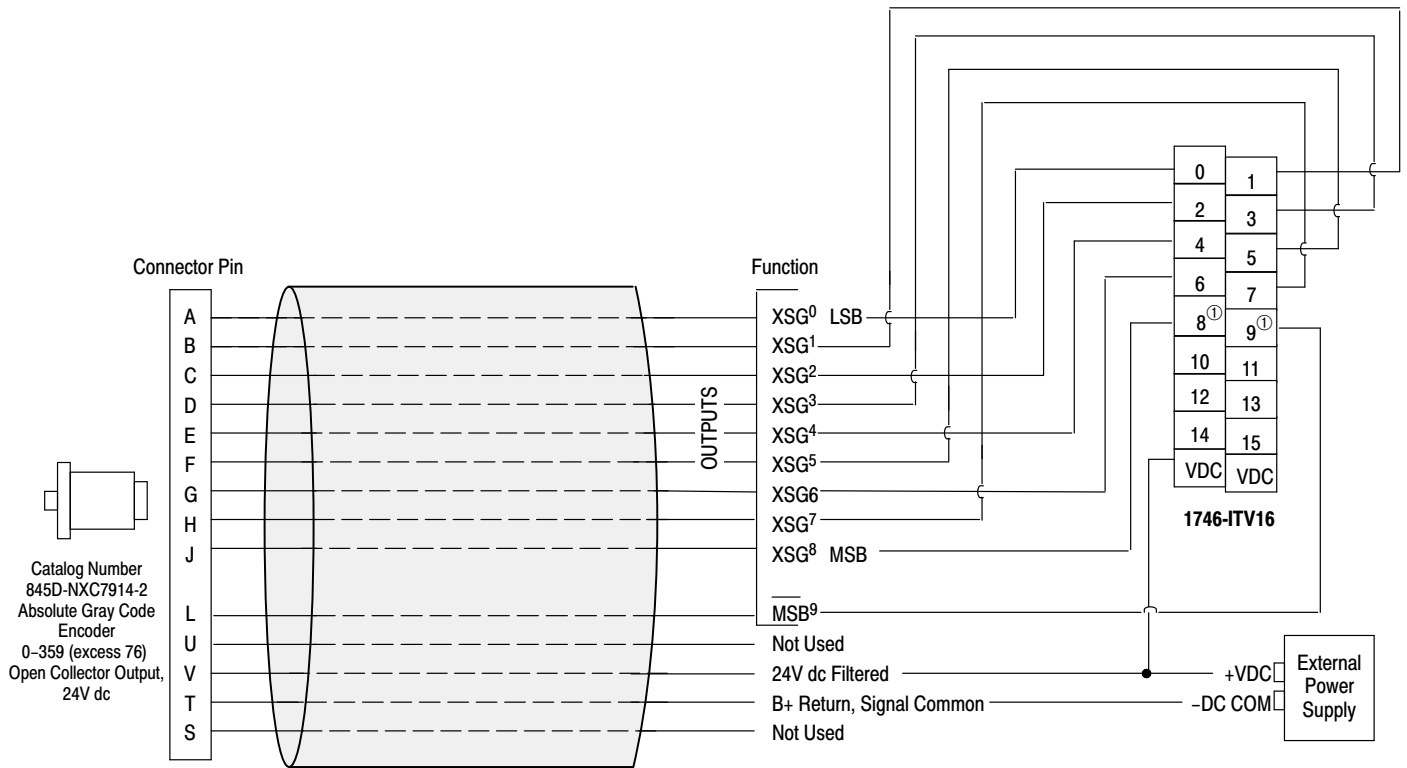 Connector Pin
Function
A
B
C
D
E
F
G
H
J
L
U
V
T
S
OUTPUTS
XSG⁰ LSB
XSG¹
XSG²
XSG³
XSG⁴
XSG⁵
XSG6
XSG⁷
XSG⁸ MSB
M̅S̅B̅⁹
Not Used
24V dc Filtered
B+ Return, Signal Common
Not Used
0
1
2
3
4
5
6
7
8①
9①
10
11
12
13
14
15
VDC
VDC
1746-ITV16
+VDC
–DC COM
External
Power
Supply
Catalog Number
845D-NXC7914-2
Absolute Gray Code
Encoder
0–359 (excess 76)
Open Collector Output,
24V dc